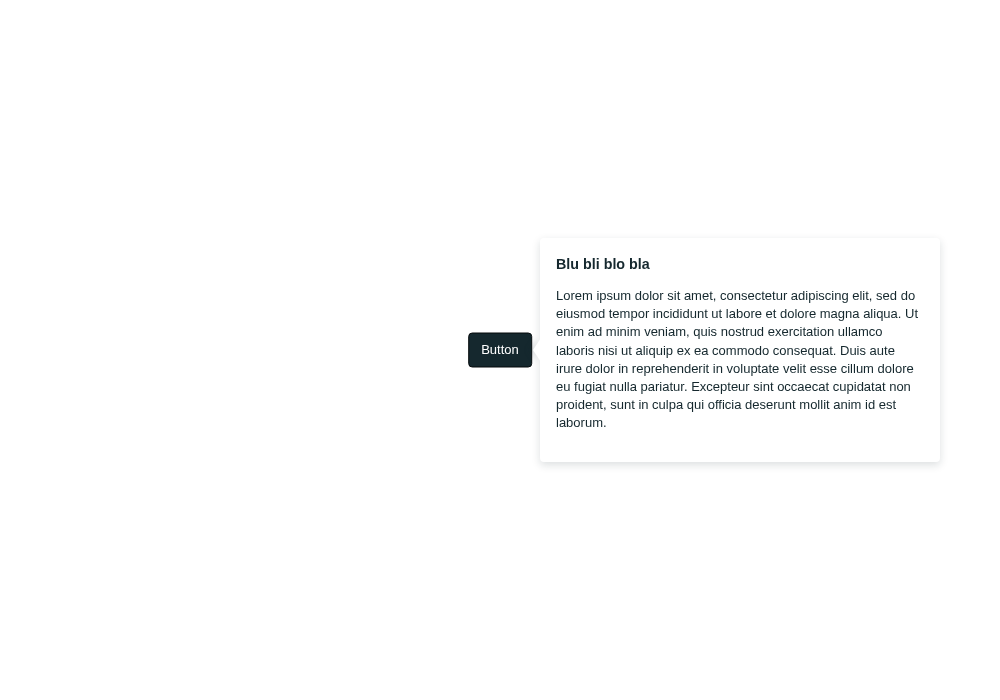 Blu bli blo bla
Lorem ipsum dolor sit amet, consectetur adipiscing elit, sed do
eiusmod tempor incididunt ut labore et dolore magna aliqua. Ut
enim ad minim veniam, quis nostrud exercitation ullamco
laboris nisi ut aliquip ex ea commodo consequat. Duis aute
irure dolor in reprehenderit in voluptate velit esse cillum dolore
eu fugiat nulla pariatur. Excepteur sint occaecat cupidatat non
proident, sunt in culpa qui officia deserunt mollit anim id est
laborum.
Button